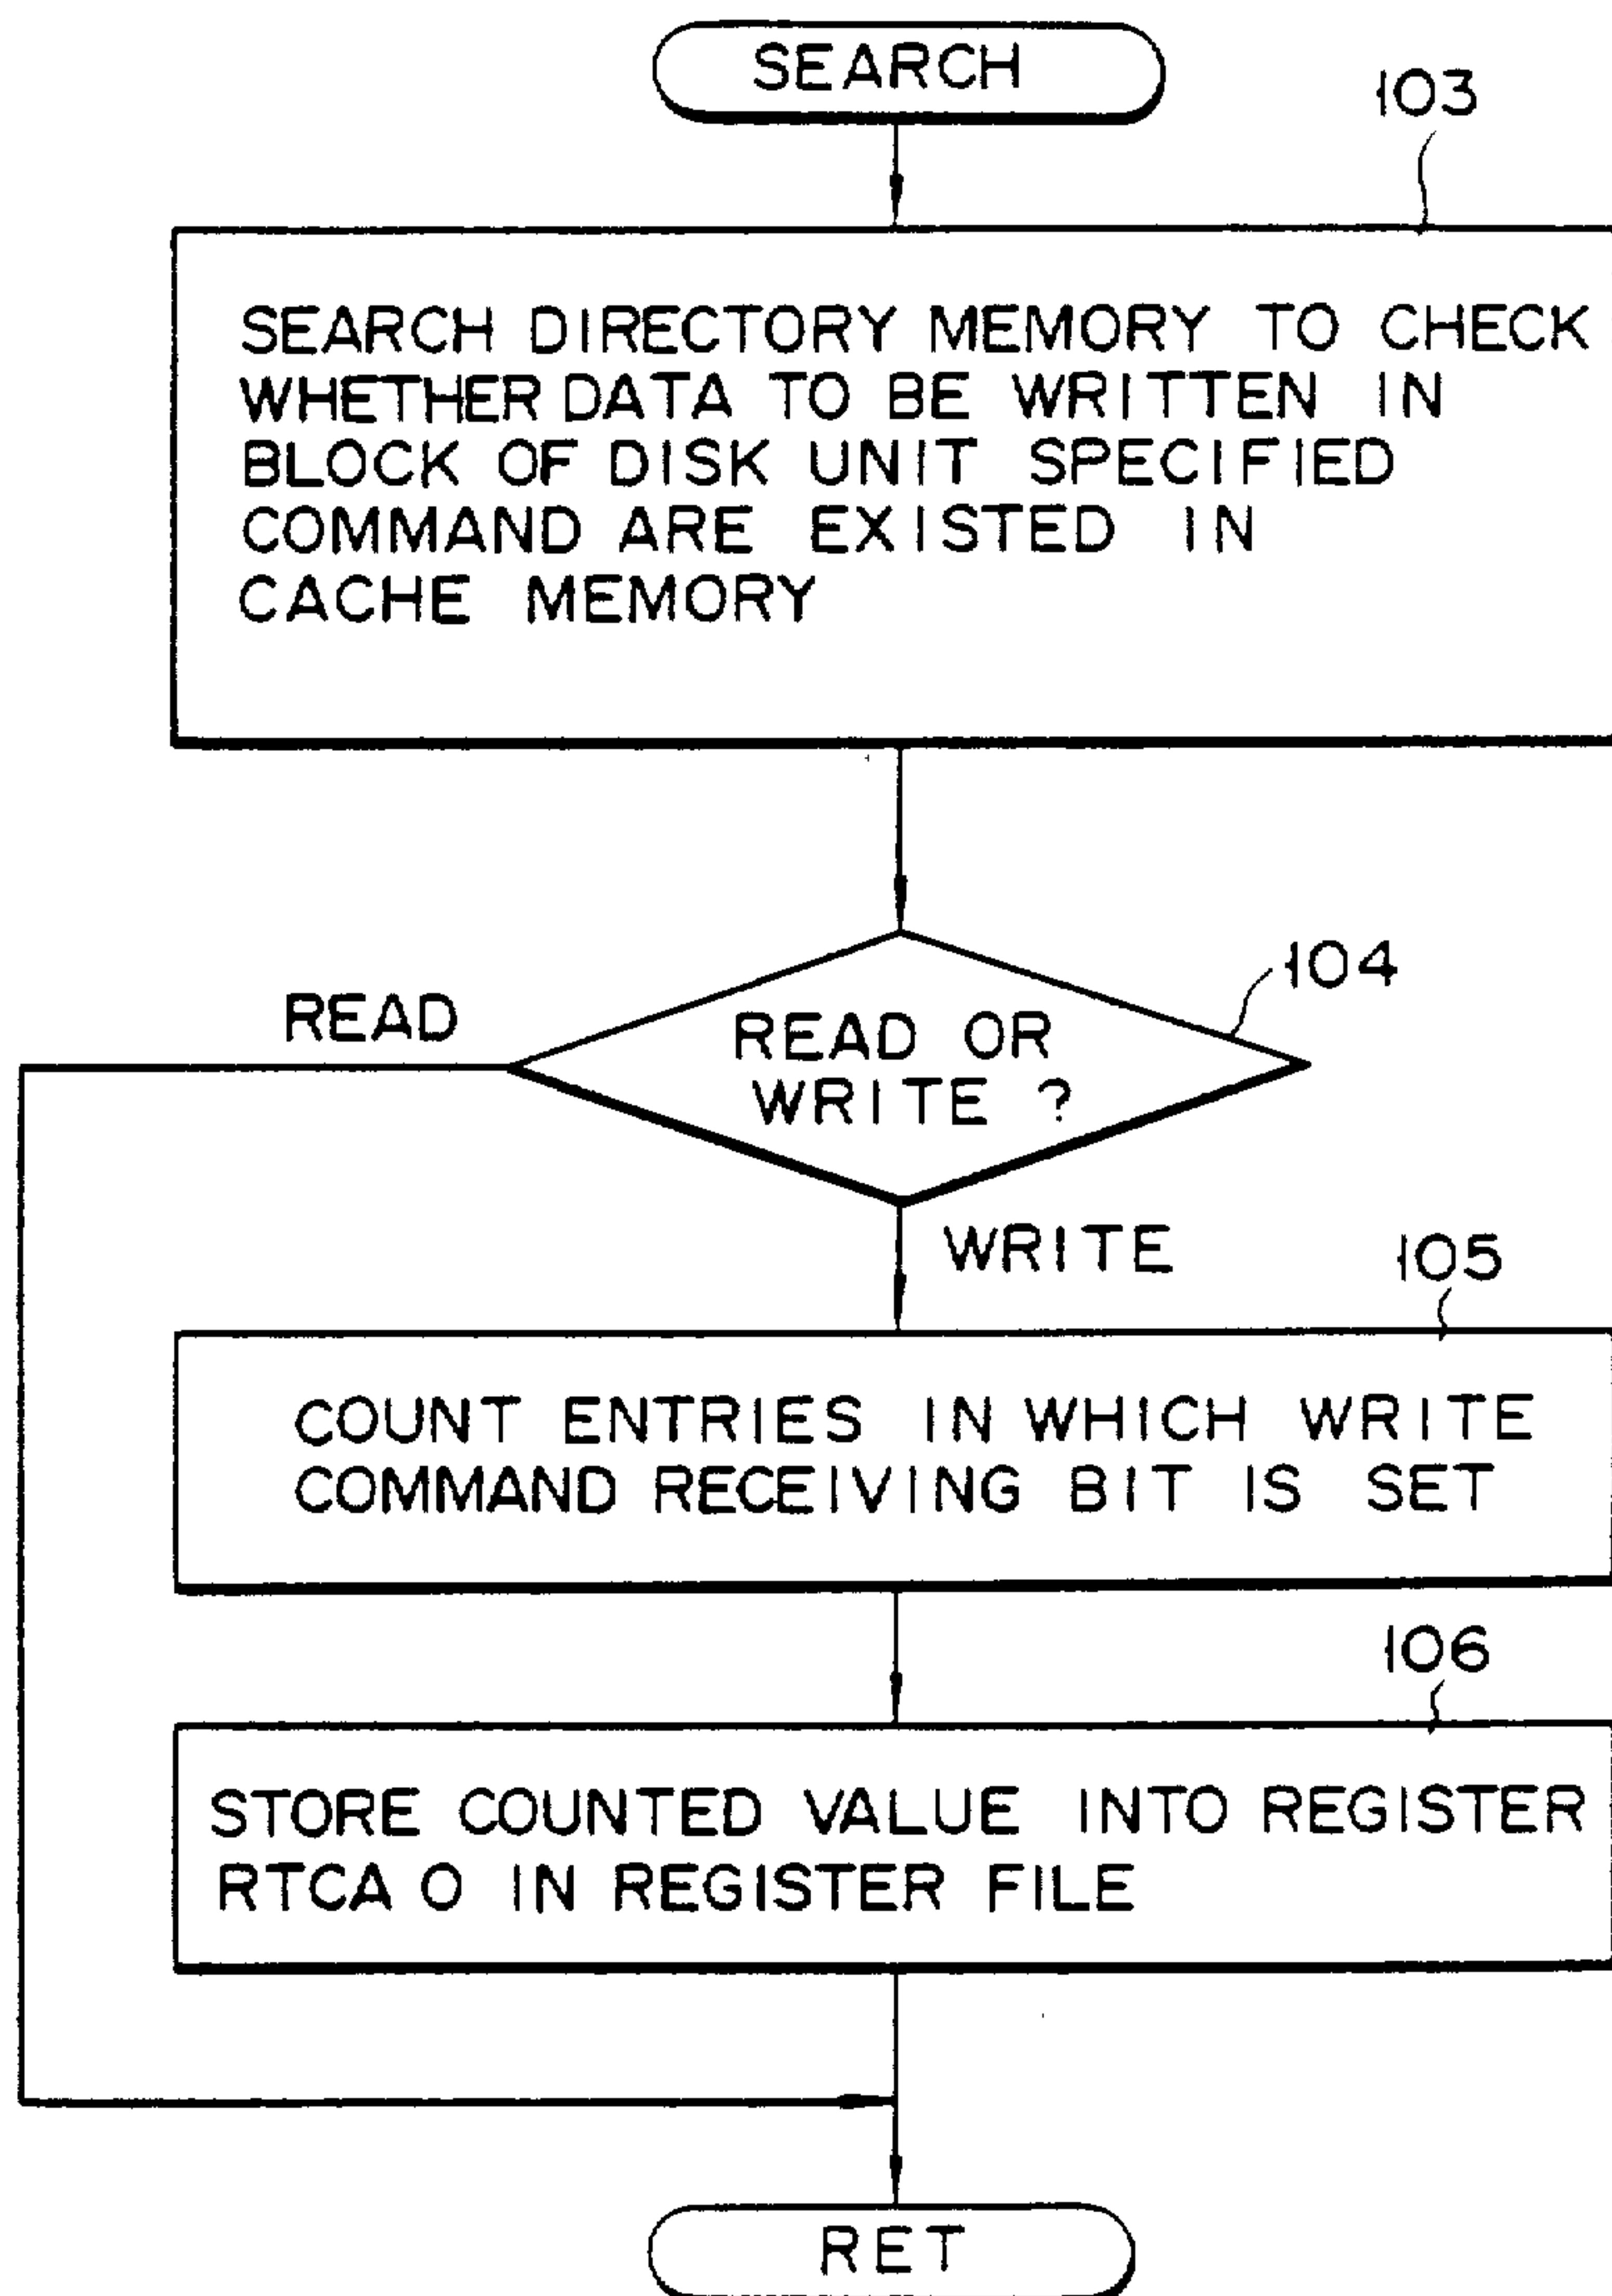 SEARCH
103
SEARCH DIRECTORY MEMORY TO CHECK
WHETHER DATA TO BE WRITTEN IN
BLOCK OF DISK UNIT SPECIFIED
COMMAND ARE EXISTED IN
CACHE MEMORY
104
READ
READ OR
WRITE ?
WRITE
105
COUNT ENTRIES IN WHICH WRITE
COMMAND RECEIVING BIT IS SET
106
STORE COUNTED VALUE INTO REGISTER
RTCA 0 IN REGISTER FILE
RET